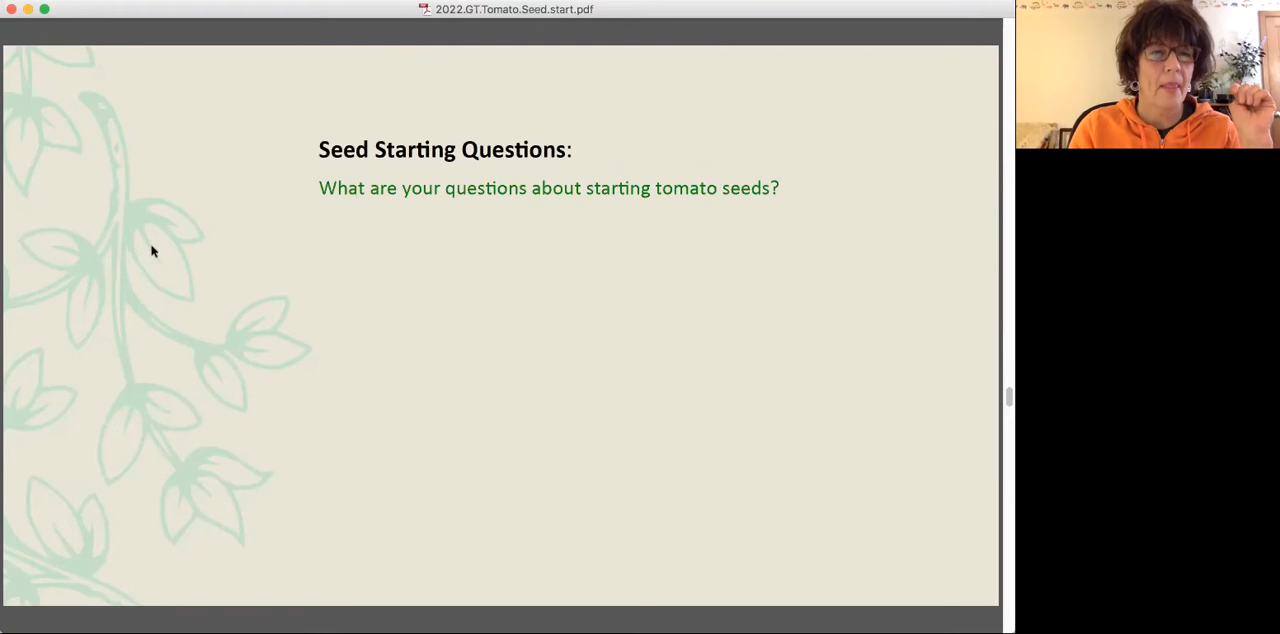 2022.GT.Tomato.Seed.start.pdf
Seed Starting Questions:
What are your questions about starting tomato seeds?